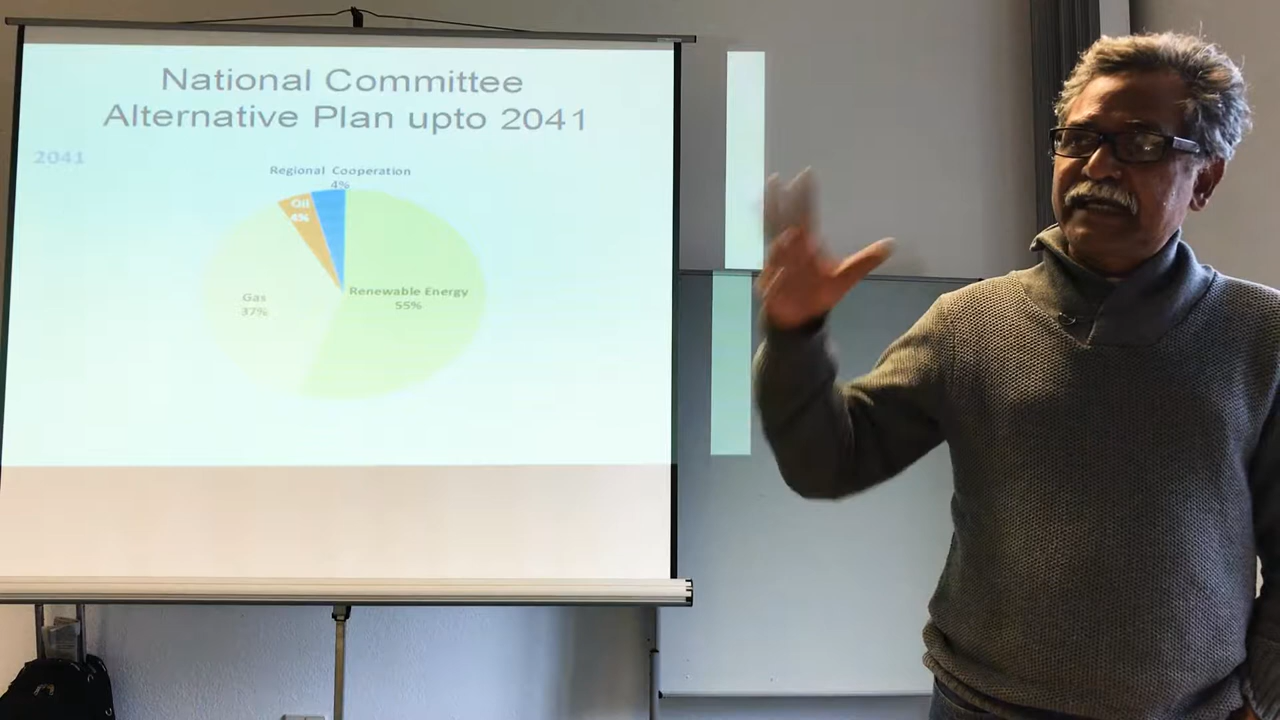 National Committee
Alternative Plan upto 2041
2041
Regional Cooperation
4%
Oil
4%
Renewable Energy
55%
Gas
37%